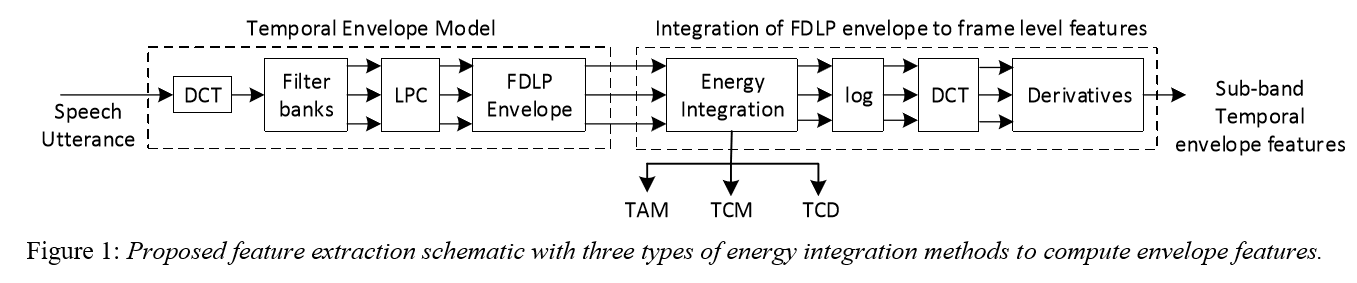 Temporal Envelope Model
Integration of FDLP envelope to frame level features
Speech
Utterance
DCT
Filter
banks
LPC
FDLP
Envelope
Energy
Integration
log
DCT
Derivatives
Sub-band
Temporal
envelope features
TAM
TCM
TCD
Figure 1: Proposed feature extraction schematic with three types of energy integration methods to compute envelope features.